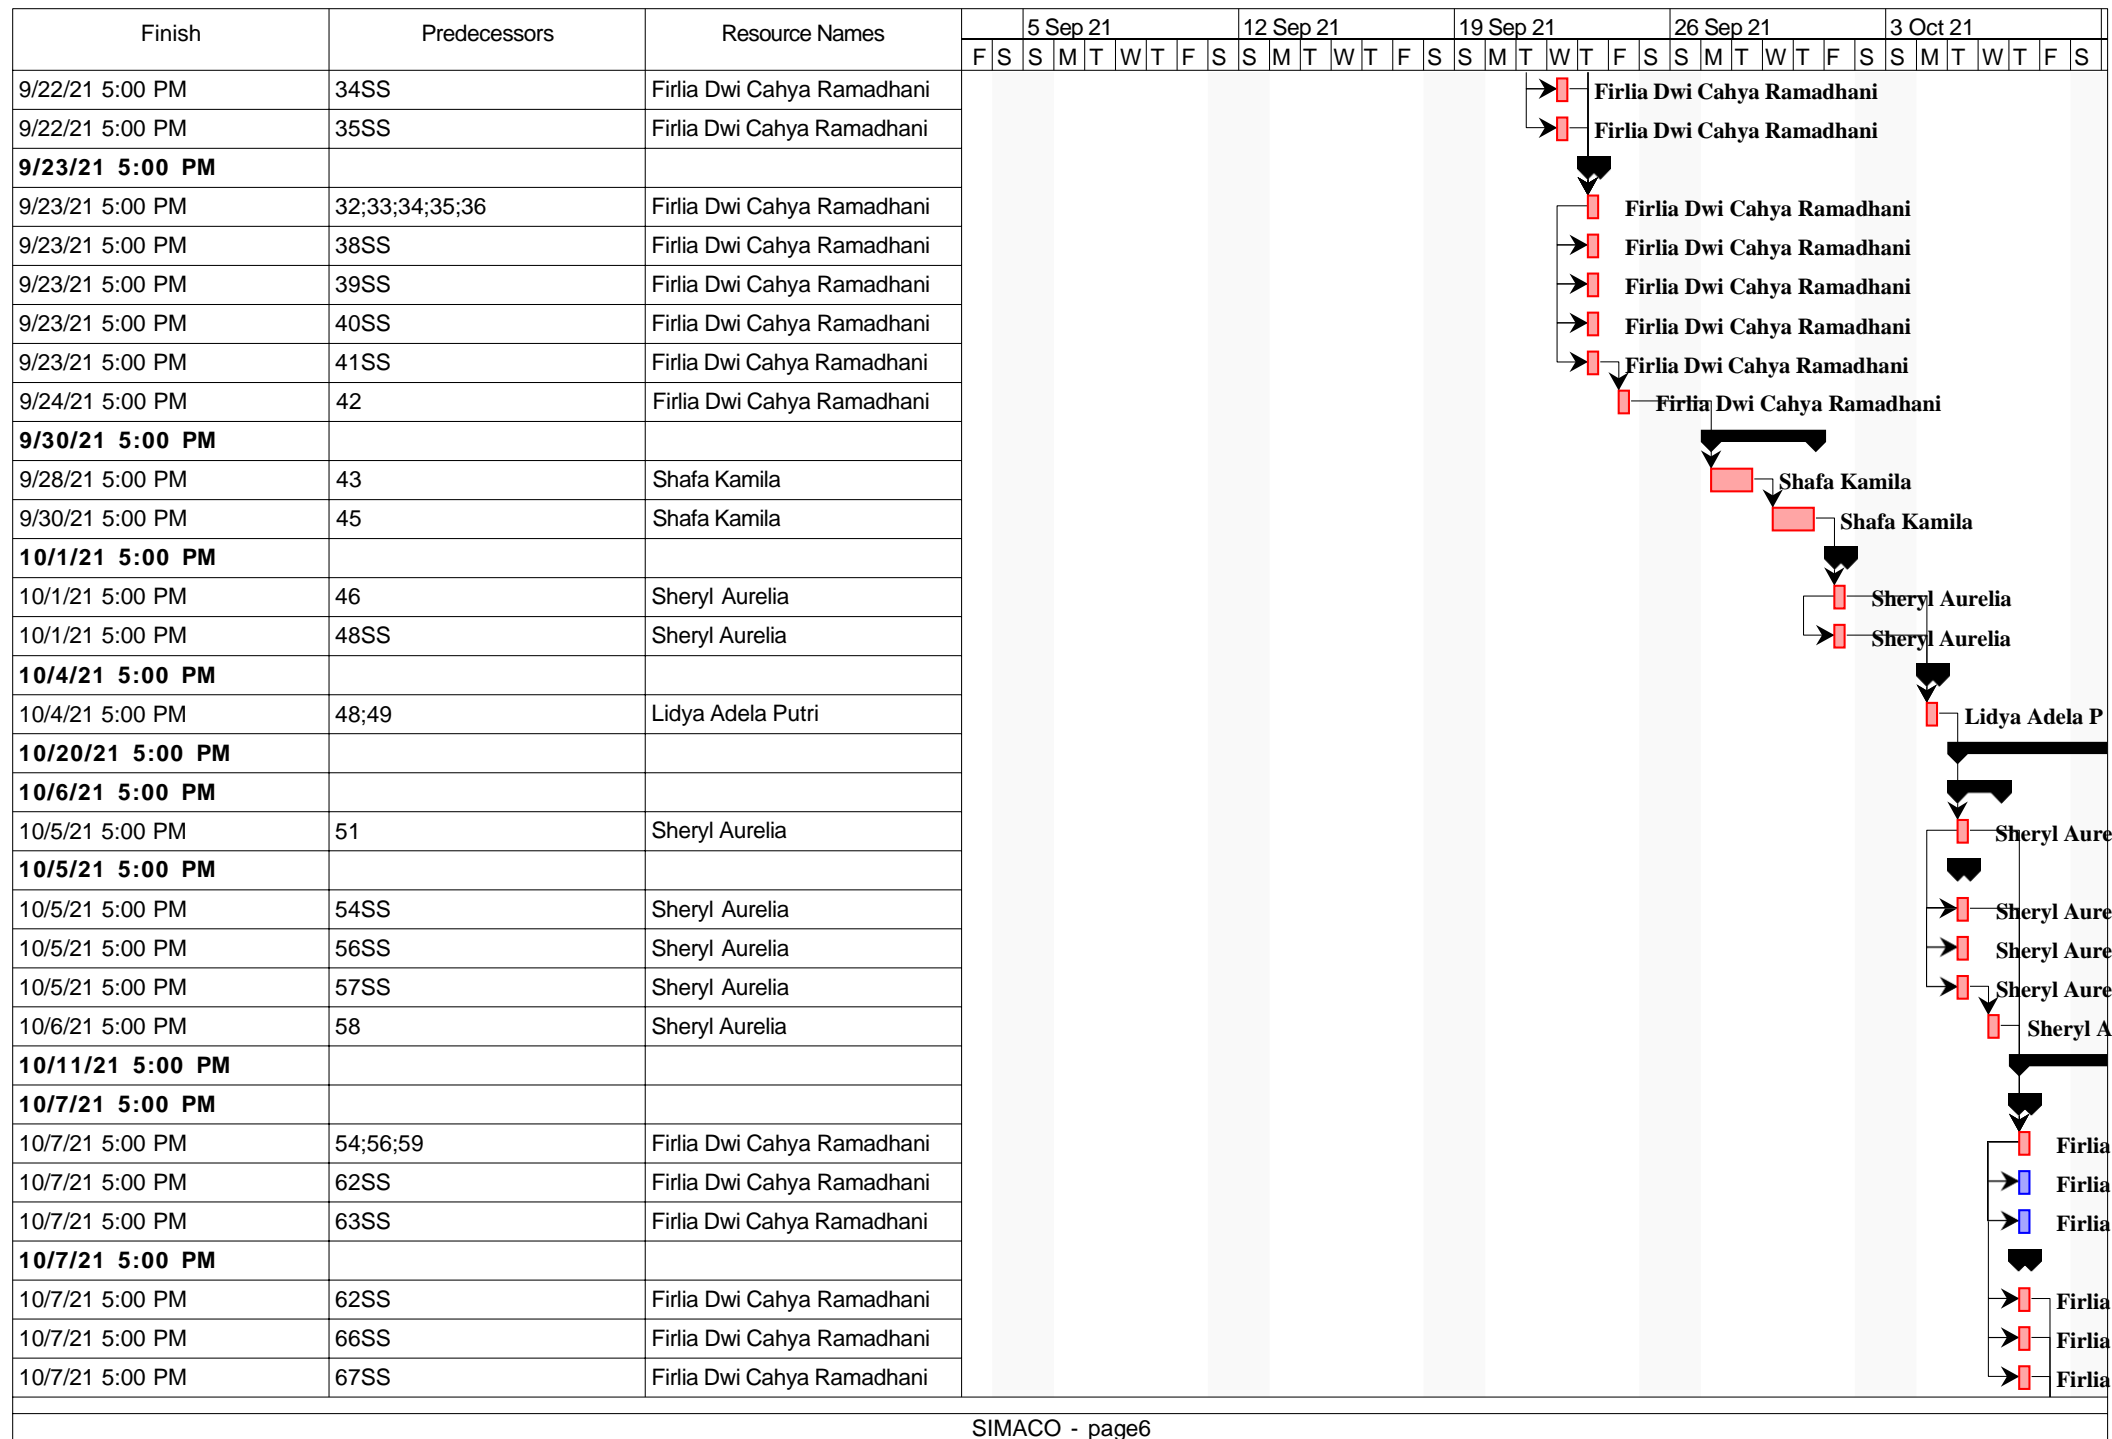 Finish Predecessors Resource Names 5 Sep 21 12 Sep 21 19 Sep 21 26 Sep 21 3 Oct 21
F S S M T W T F S S M T W T F S S M T W T F S S M T W T F S S M T W T F S
9/22/21 5:00 PM 34SS Firlia Dwi Cahya Ramadhani Firlia Dwi Cahya Ramadhani
9/22/21 5:00 PM 35SS Firlia Dwi Cahya Ramadhani Firlia Dwi Cahya Ramadhani
9/23/21 5:00 PM
9/23/21 5:00 PM 32;33;34;35;36 Firlia Dwi Cahya Ramadhani Firlia Dwi Cahya Ramadhani
9/23/21 5:00 PM 38SS Firlia Dwi Cahya Ramadhani Firlia Dwi Cahya Ramadhani
9/23/21 5:00 PM 39SS Firlia Dwi Cahya Ramadhani Firlia Dwi Cahya Ramadhani
9/23/21 5:00 PM 40SS Firlia Dwi Cahya Ramadhani Firlia Dwi Cahya Ramadhani
9/23/21 5:00 PM 41SS Firlia Dwi Cahya Ramadhani Firlia Dwi Cahya Ramadhani
9/24/21 5:00 PM 42 Firlia Dwi Cahya Ramadhani Firlia Dwi Cahya Ramadhani
9/30/21 5:00 PM
9/28/21 5:00 PM 43 Shafa Kamila Shafa Kamila
9/30/21 5:00 PM 45 Shafa Kamila Shafa Kamila
10/1/21 5:00 PM
10/1/21 5:00 PM 46 Sheryl Aurelia Sheryl Aurelia
10/1/21 5:00 PM 48SS Sheryl Aurelia Sheryl Aurelia
10/4/21 5:00 PM
10/4/21 5:00 PM 48;49 Lidya Adela Putri Lidya Adela P
10/20/21 5:00 PM
10/6/21 5:00 PM
10/5/21 5:00 PM 51 Sheryl Aurelia Sheryl Aure
10/5/21 5:00 PM
10/5/21 5:00 PM 54SS Sheryl Aurelia Sheryl Aure
10/5/21 5:00 PM 56SS Sheryl Aurelia Sheryl Aure
10/5/21 5:00 PM 57SS Sheryl Aurelia Sheryl Aure
10/6/21 5:00 PM 58 Sheryl Aurelia Sheryl A
10/11/21 5:00 PM
10/7/21 5:00 PM
10/7/21 5:00 PM 54;56;59 Firlia Dwi Cahya Ramadhani Firlia
10/7/21 5:00 PM 62SS Firlia Dwi Cahya Ramadhani Firlia
10/7/21 5:00 PM 63SS Firlia Dwi Cahya Ramadhani Firlia
10/7/21 5:00 PM
10/7/21 5:00 PM 62SS Firlia Dwi Cahya Ramadhani Firlia
10/7/21 5:00 PM 66SS Firlia Dwi Cahya Ramadhani Firlia
10/7/21 5:00 PM 67SS Firlia Dwi Cahya Ramadhani Firlia
SIMACO - page6